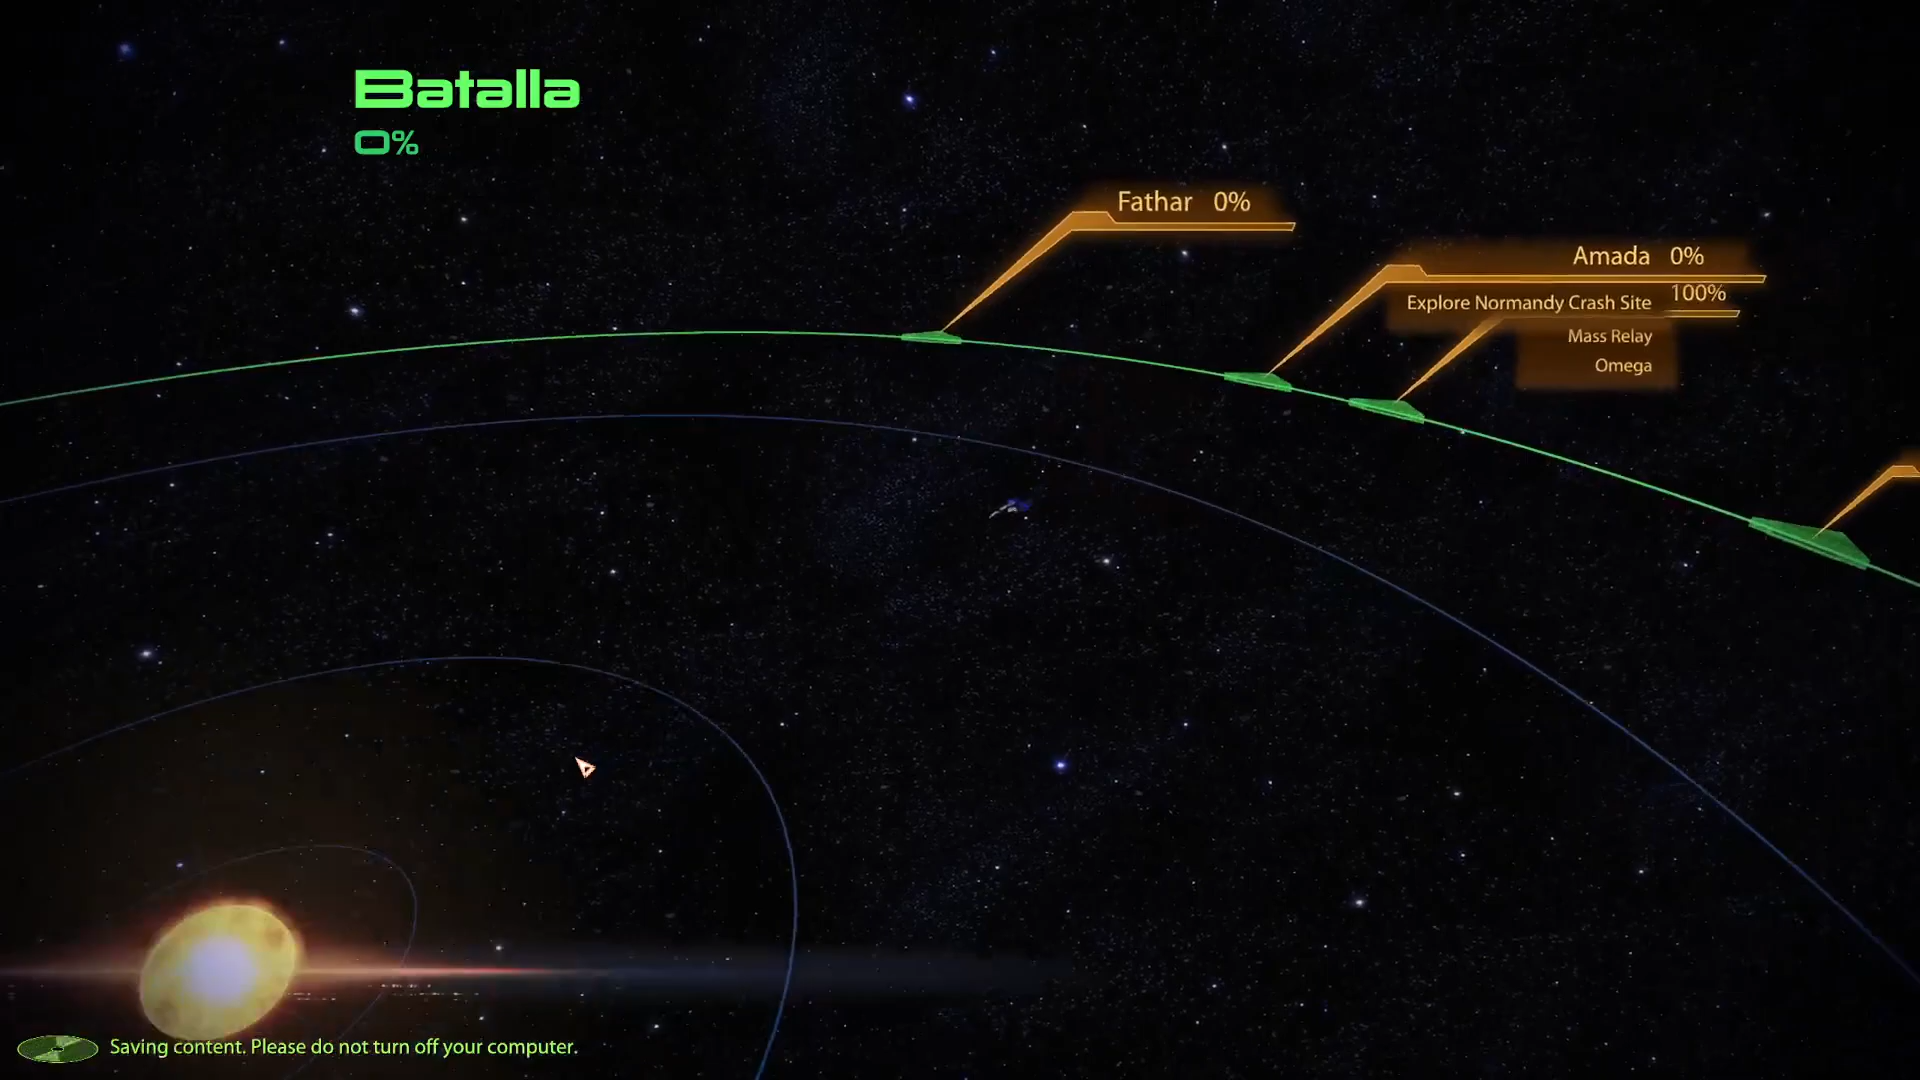 Batalla
0%
Fathar 0%
Amada 0%
Explore Normandy Crash Site 100%
Mass Relay
Omega
Saving content. Please do not turn off your computer.